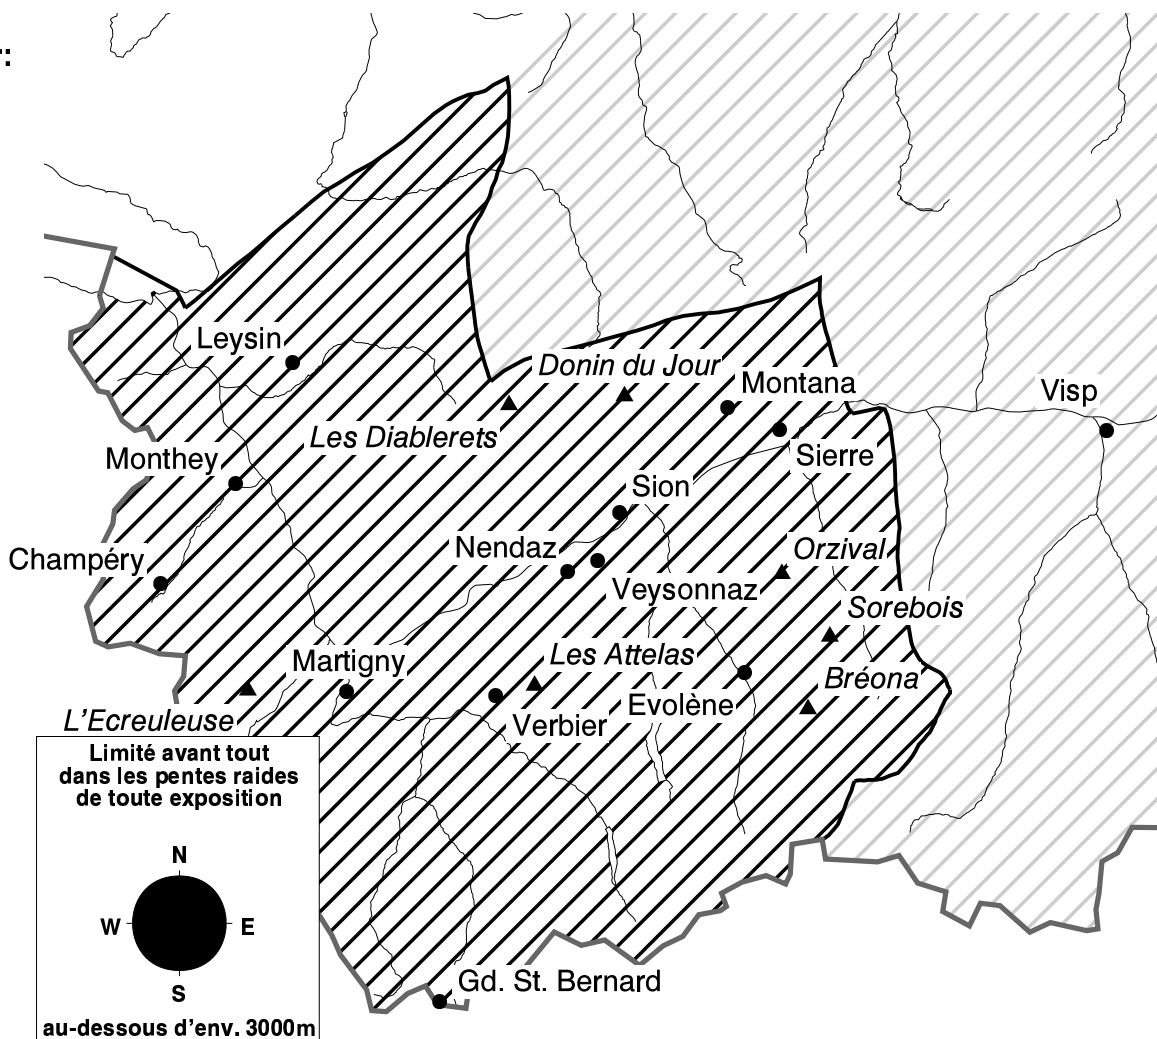 Leysin
Donin du Jour
Montana
Visp
Les Diablerets
Monthey
Sierre
Sion
Champéry
Nendaz
Orzival
Veysonnaz
Sorebois
Martigny
Les Attelas
Bréona
L'Ecreuleuse
Verbier
Evolène
Limité avant tout
dans les pentes raides
de toute exposition
N
W E
S
Gd. St. Bernard
au-dessous d'env. 3000m